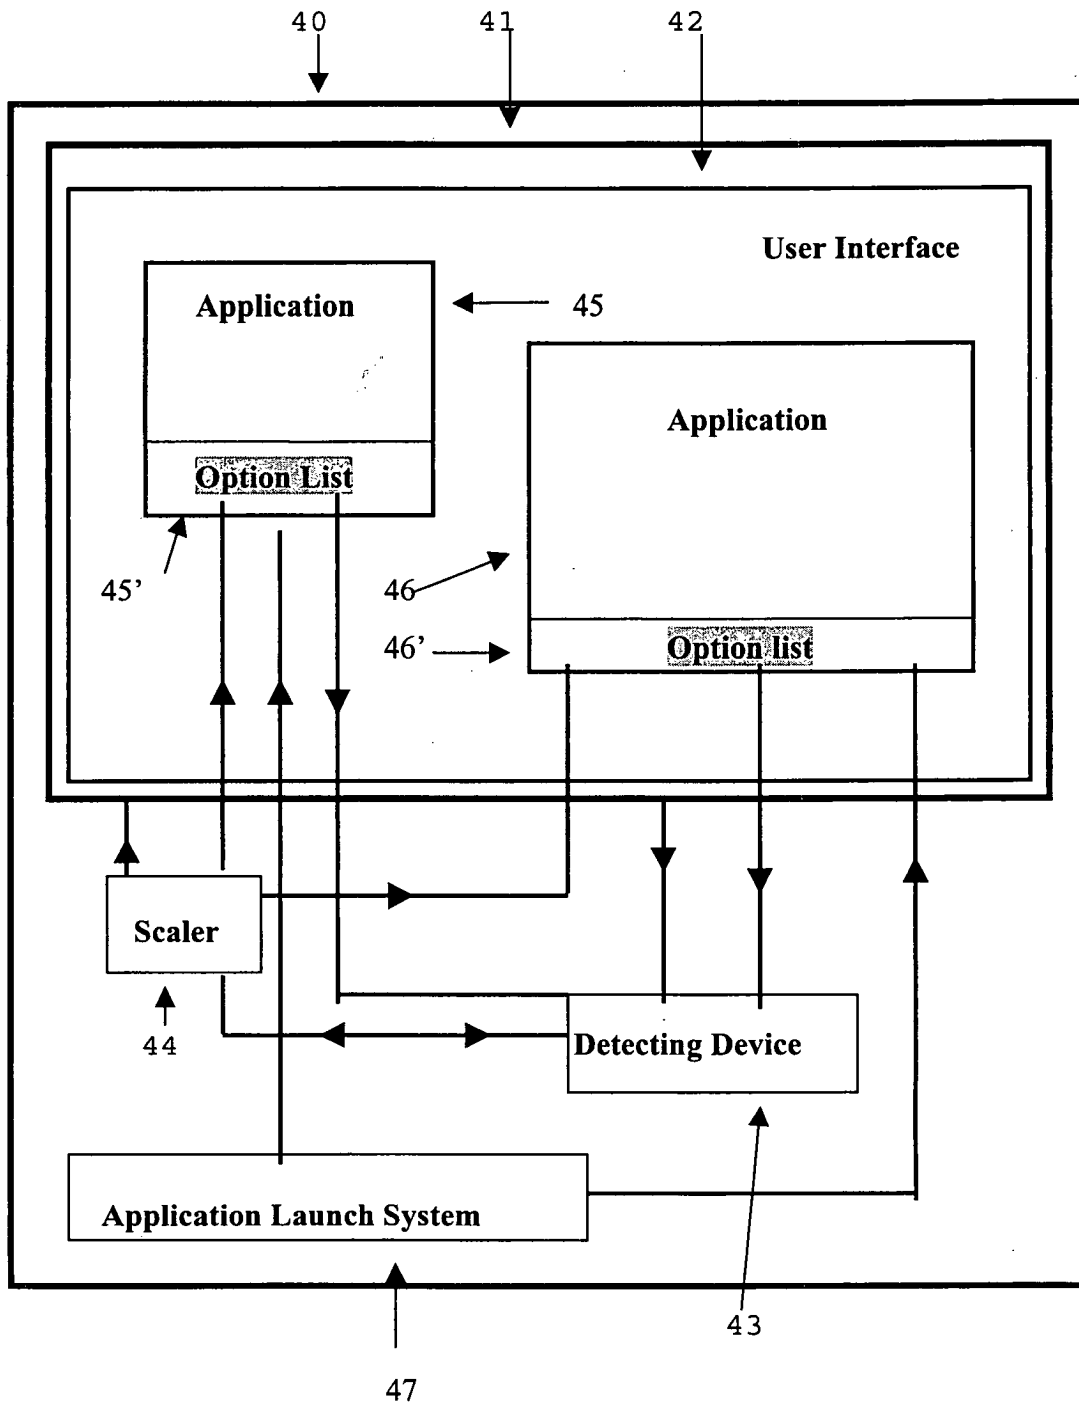 40
41
42
User Interface
Application
45
Application
Option List
45’
46
46’
Option list
Scaler
44
Detecting Device
Application Launch System
43
47